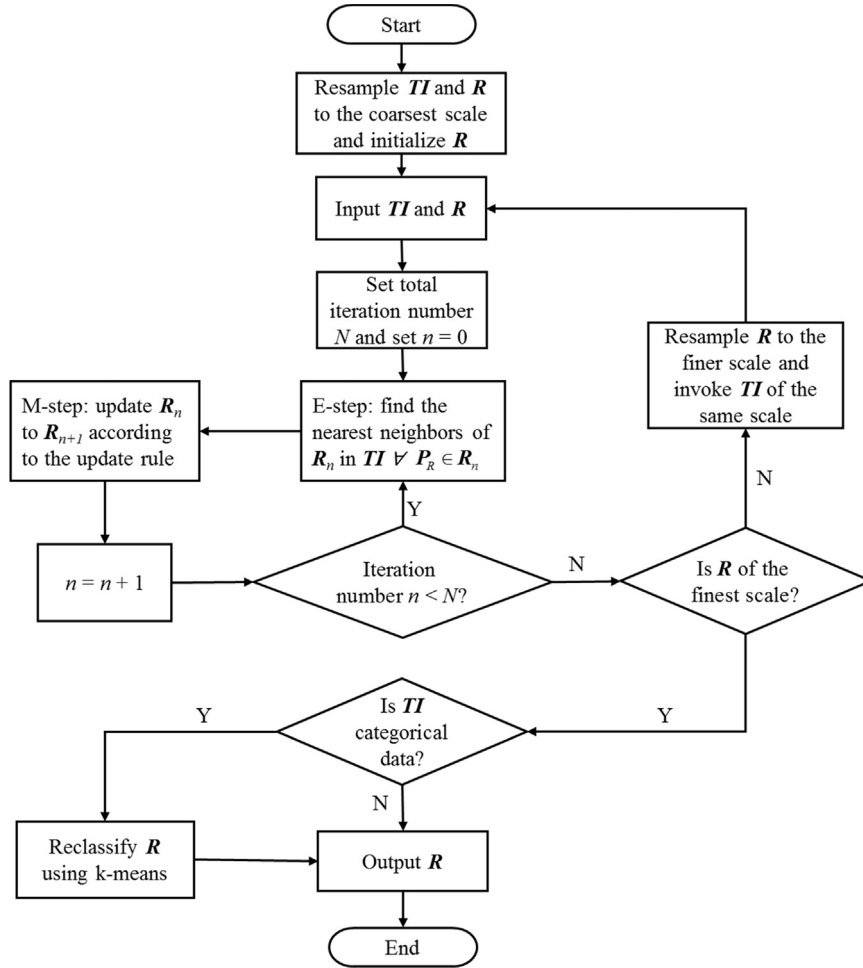 Start
Resample TI and R
to the coarsest scale
and initialize R
Input TI and R
Set total
iteration number
N and set n = 0
Resample R to the
finer scale and
invoke TI of the
same scale
M-step: update Rn
to Rn+1 according
to the update rule
E-step: find the
nearest neighbors of
Rn in TI ∀ PR ∈ Rn
Y
N
n = n + 1
Iteration
number n < N?
N
Is R of the
finest scale?
Y
Is TI
categorical
data?
Y
N
Reclassify R
using k-means
Output R
End